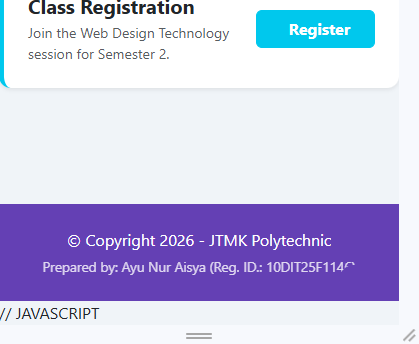 Class Registration
Join the Web Design Technology
session for Semester 2.
Register
© Copyright 2026 - JTMK Polytechnic
Prepared by: Ayu Nur Aisya (Reg. ID.:
// JAVASCRIPT